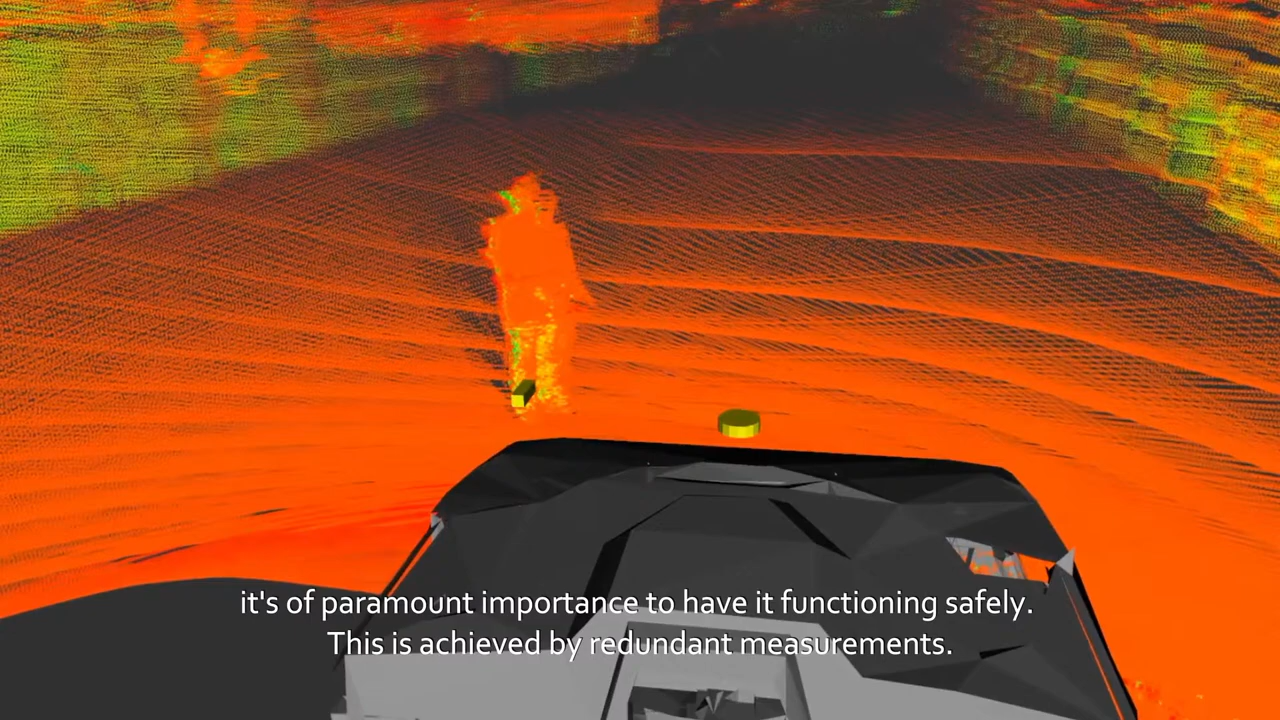 it's of paramount importance to have it functioning safely.
This is achieved by redundant measurements.